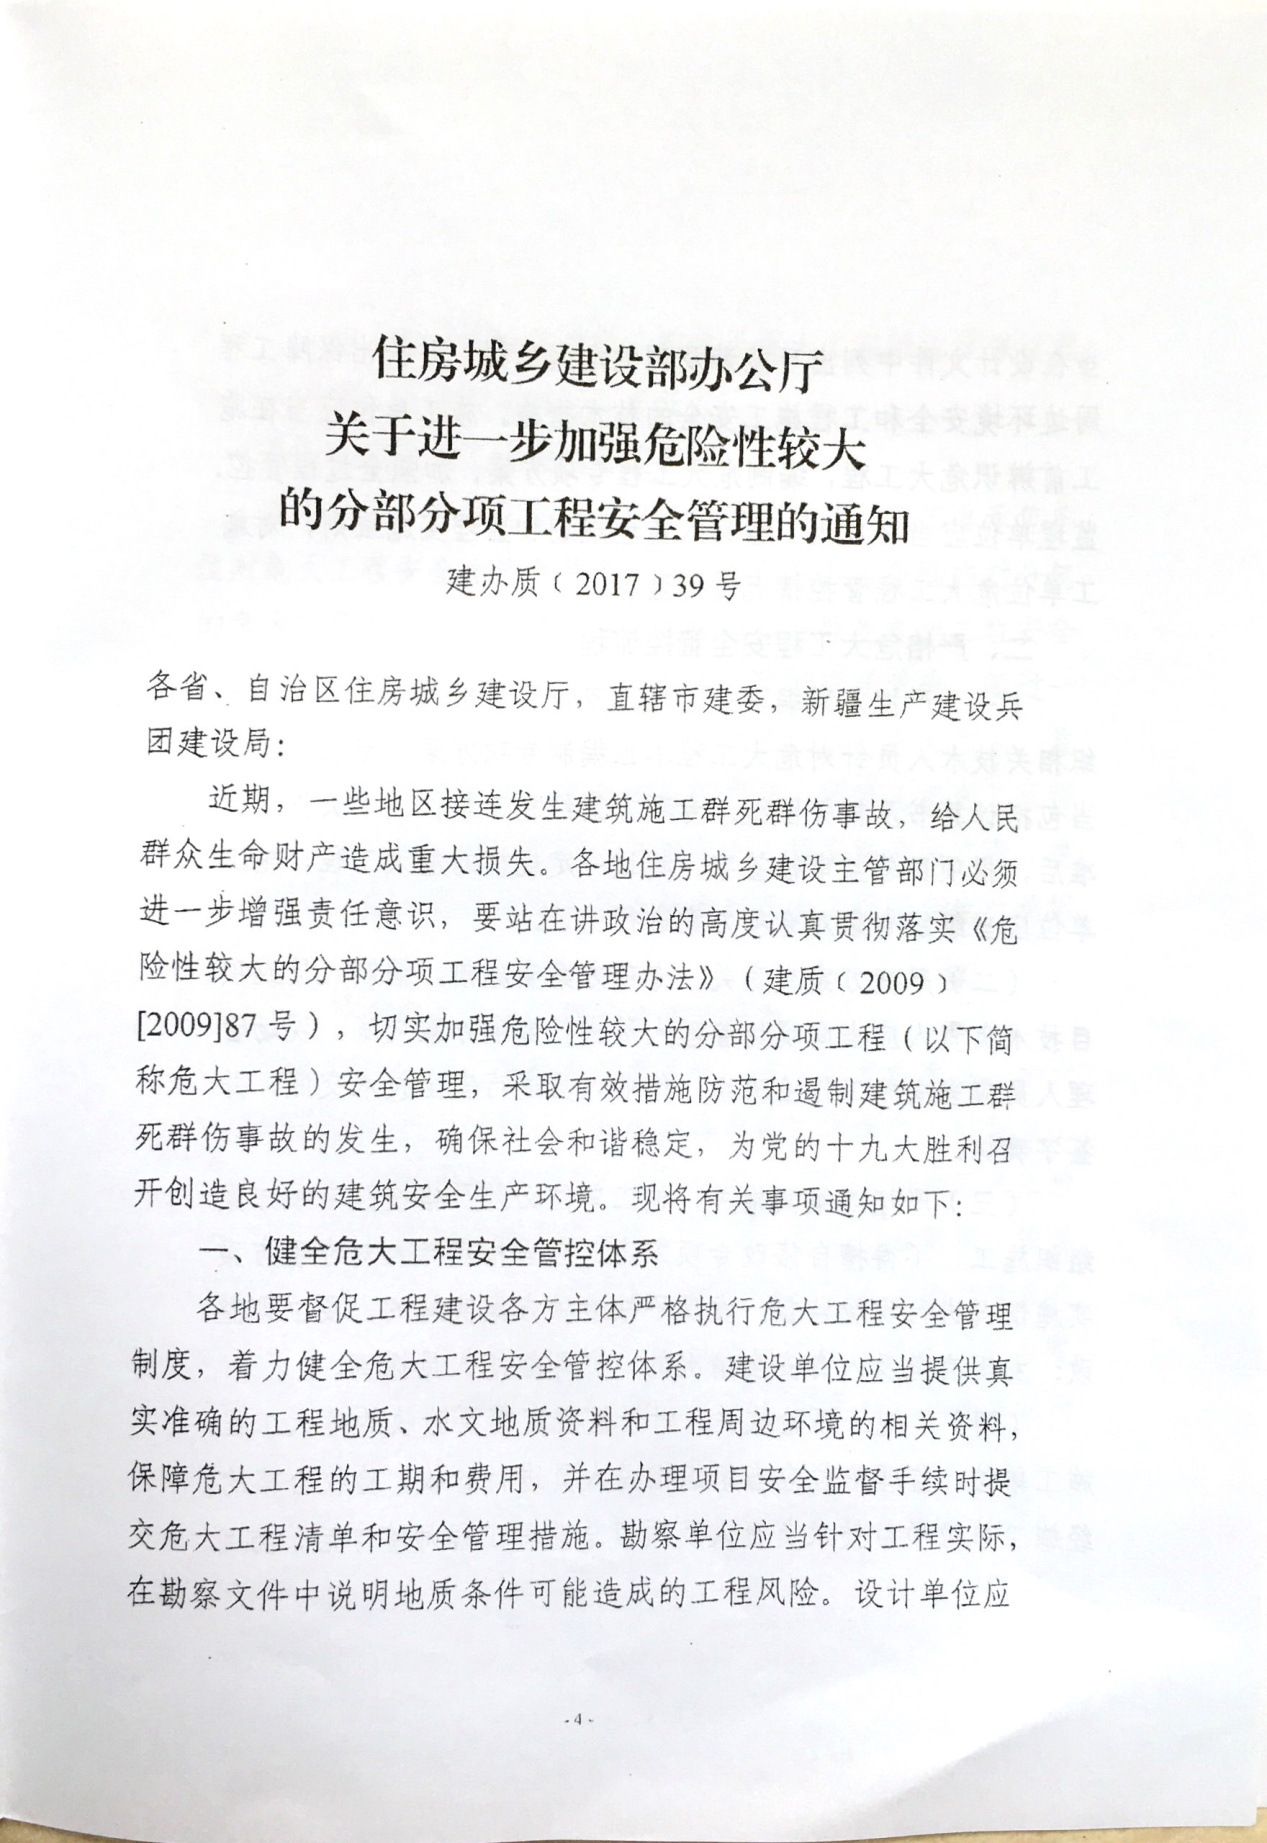 住房城乡建设部办公厅
关于进一步加强危险性较大
的分部分项工程安全管理的通知
建办质﹝2017﹞39号
各省、自治区住房城乡建设厅，直辖市建委，新疆生产建设兵
团建设局：
近期，一些地区接连发生建筑施工群死群伤事故，给人民
群众生命财产造成重大损失。各地住房城乡建设主管部门必须
进一步增强责任意识，要站在讲政治的高度认真贯彻落实《危
险性较大的分部分项工程安全管理办法》（建质﹝2009﹞
[2009]87号），切实加强危险性较大的分部分项工程（以下简
称危大工程）安全管理，采取有效措施防范和遏制建筑施工群
死群伤事故的发生，确保社会和谐稳定，为党的十九大胜利召
开创造良好的建筑安全生产环境。现将有关事项通知如下：
一、健全危大工程安全管控体系
各地要督促工程建设各方主体严格执行危大工程安全管理
制度，着力健全危大工程安全管控体系。建设单位应当提供真
实准确的工程地质、水文地质资料和工程周边环境的相关资料，
保障危大工程的工期和费用，并在办理项目安全监督手续时提
交危大工程清单和安全管理措施。勘察单位应当针对工程实际，
在勘察文件中说明地质条件可能造成的工程风险。设计单位应
-4-